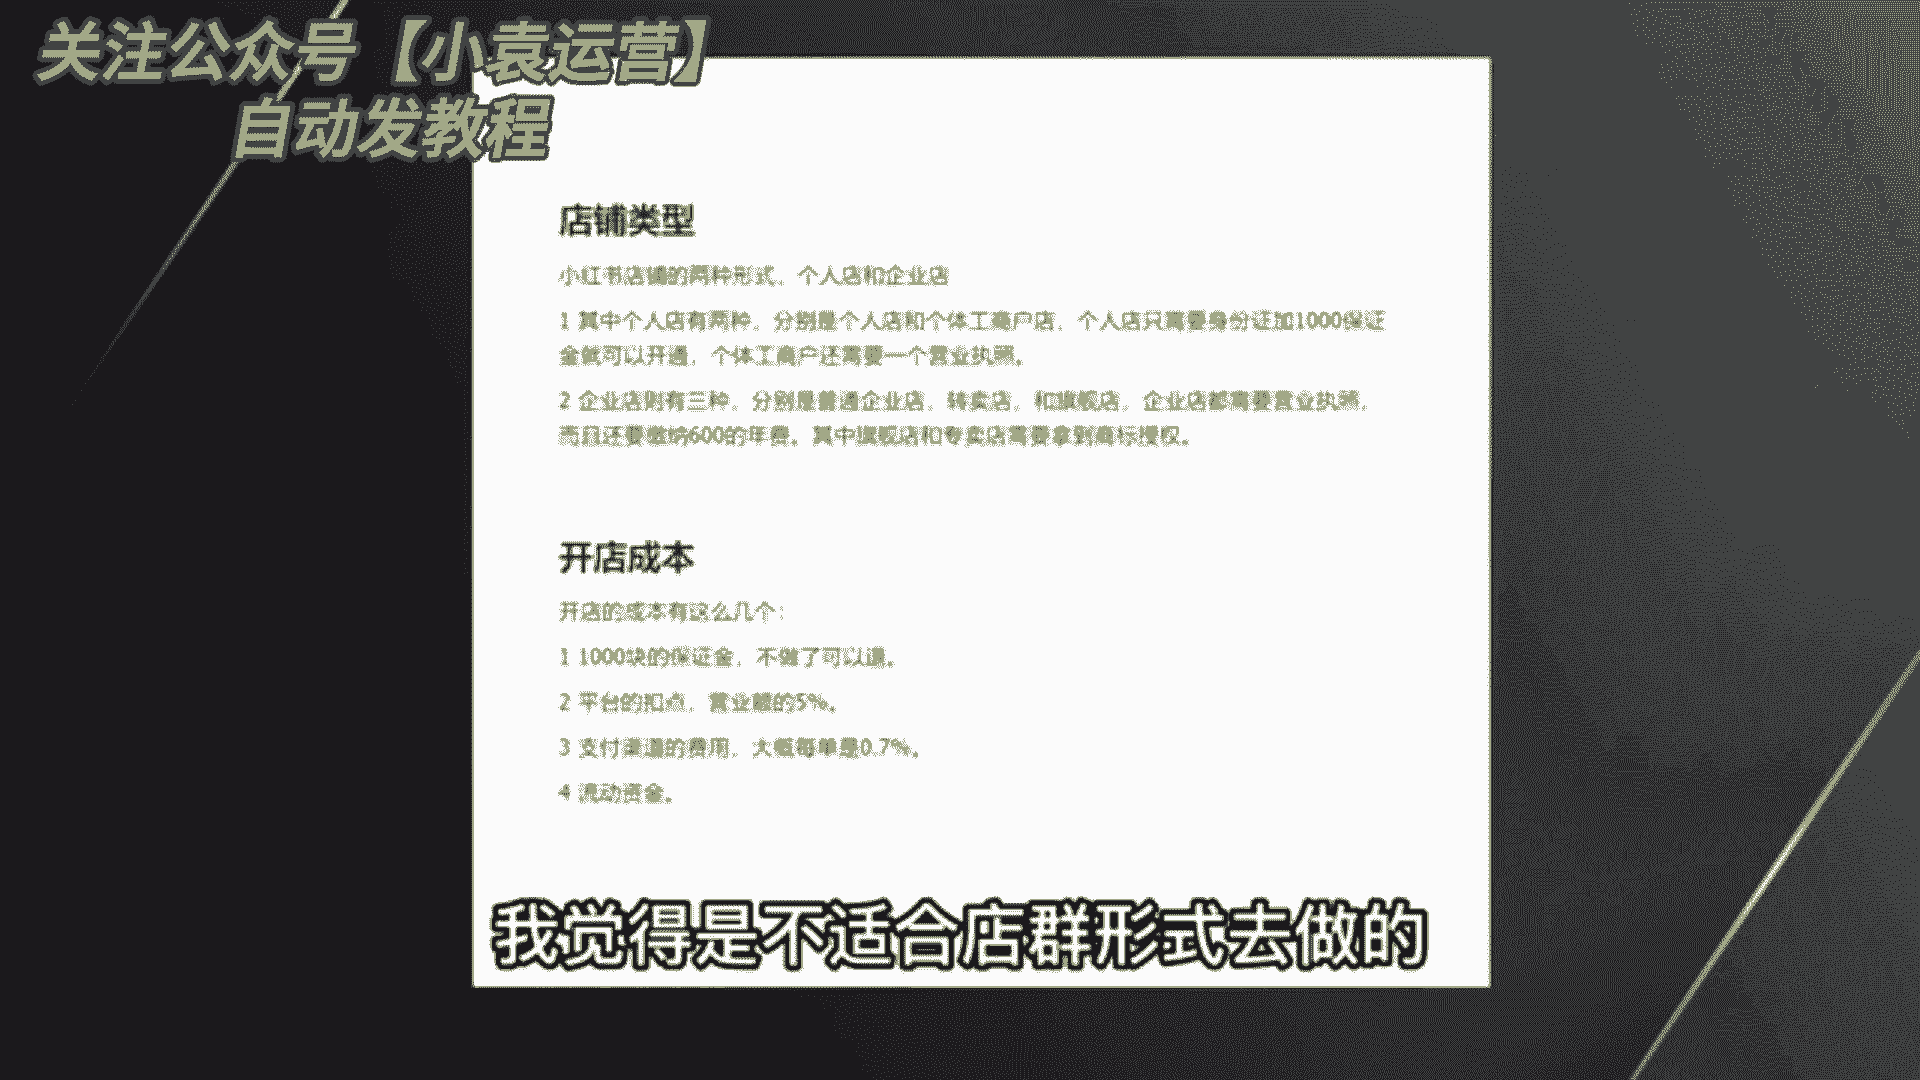 关注公众号【小袁运营】
自动发教程
店铺类型
小红书店铺的两种形式，个人店和企业店
1 其中个人店有两种，分别是个人店和个体工商户店，个人店只需要身份证加1000保证
金就可以开通，个体工商户还需要一个营业执照。
2 企业店则有三种，分别是普通企业店，转卖店，和旗舰店，企业店都需要营业执照，
而且还要缴纳600的年费，其中旗舰店和专卖店需要拿到商标授权。
开店成本
开店的成本有这么几个：
1 1000块的保证金，不做了可以退。
2 平台的扣点，营业额的5%。
3 支付渠道的费用，大概每单是0.7%。
4 流动资金。
我觉得是不适合店群形式去做的